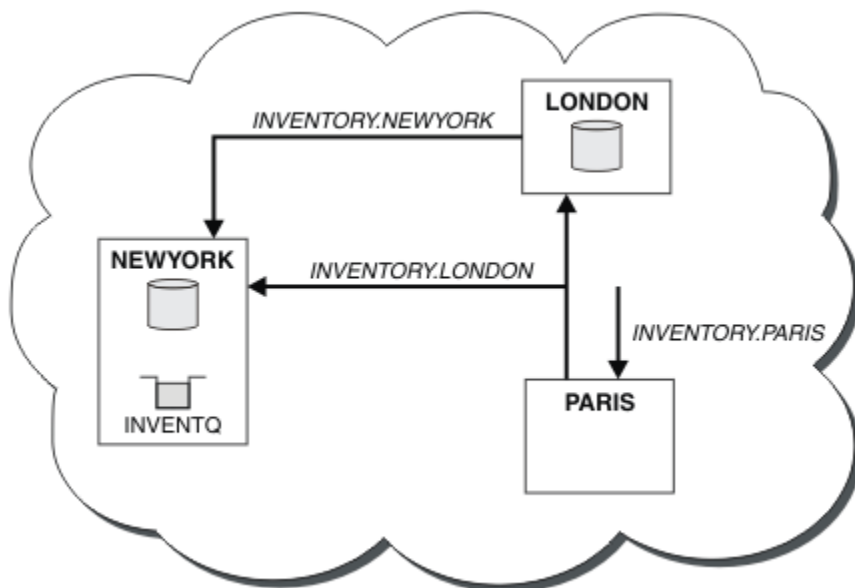 LONDON
INVENTORY.NEWYORK
NEWYORK
INVENTORY.LONDON
INVENTORY.PARIS
PARIS
INVENTQ